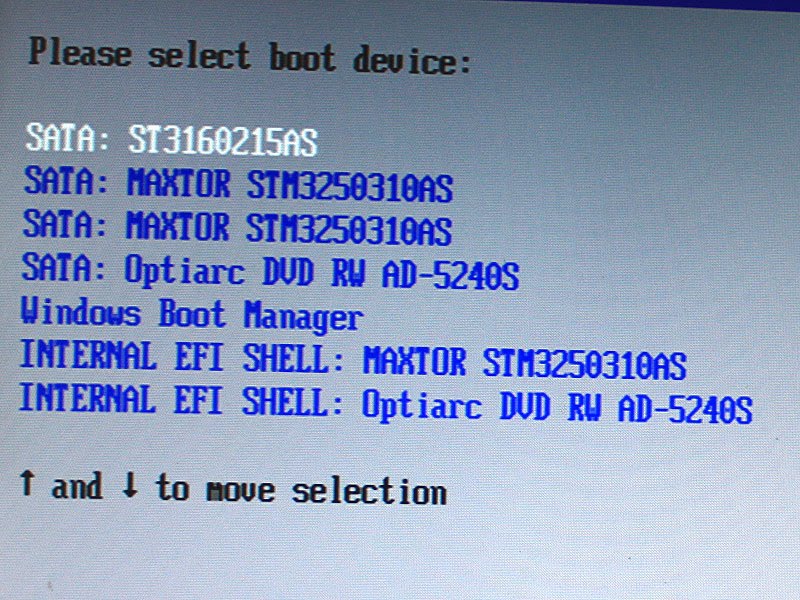 Please select boot device:
SATA: ST3160215AS
SATA: MAXTOR STM3250310AS
SATA: MAXTOR STM3250310AS
SATA: Optiarc DVD RW AD-5240S
Windows Boot Manager
INTERNAL EFI SHELL: MAXTOR STM3250310AS
INTERNAL EFI SHELL: Optiarc DVD RW AD-5240S
↑ and ↓ to move selection